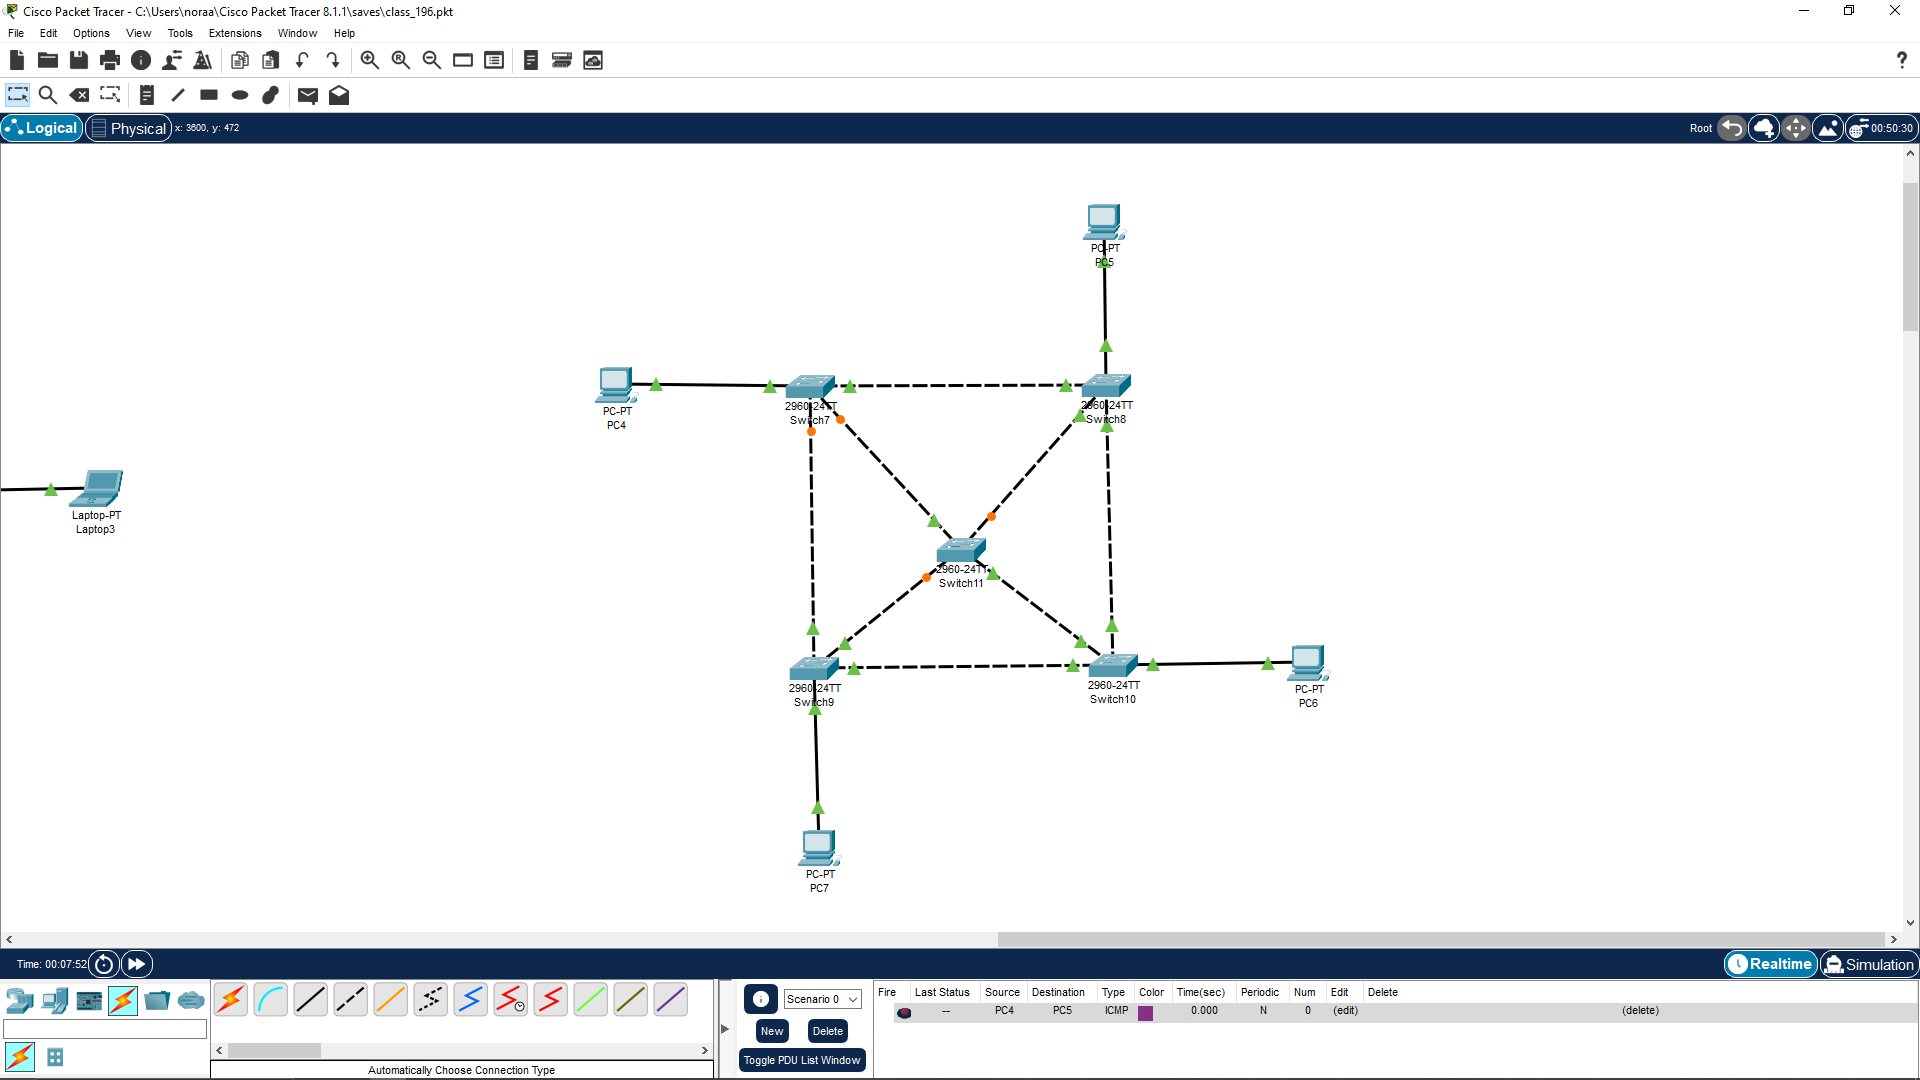 Cisco Packet Tracer - C:\Users\noraa\Cisco Packet Tracer 8.1.1\saves\class_196.pkt
File Edit Options View Tools Extensions Window Help
?
Logical Physical x: 3600, y: 472 Root 00:50:30
PC-PT
PC5
PC-PT
PC4
2960-24TT
Switch7
2960-24TT
Switch8
Laptop-PT
Laptop3
2960-24TT
Switch11
2960-24TT
Switch9
2960-24TT
Switch10
PC-PT
PC6
PC-PT
PC7
Time: 00:07:52 Realtime Simulation
Scenario 0
New Delete
Toggle PDU List Window
Fire Last Status Source Destination Type Color Time(sec) Periodic Num Edit Delete
-- PC4 PC5 ICMP 0.000 N 0 (edit) (delete)
Automatically Choose Connection Type